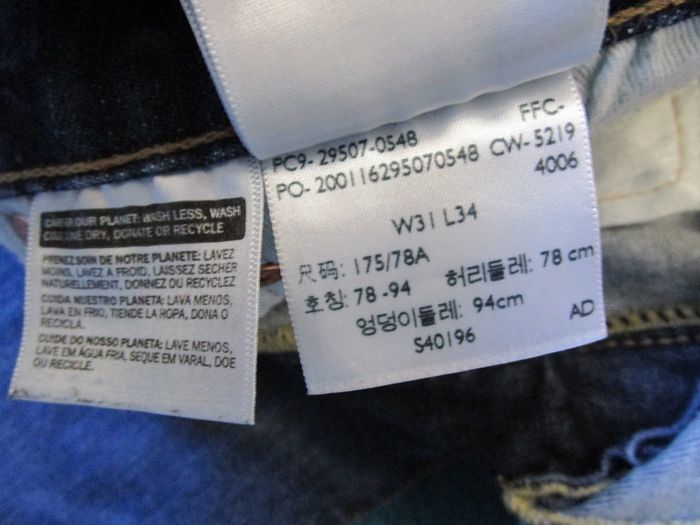 CARE FOR OUR PLANET: WASH LESS, WASH
COLD, LINE DRY, DONATE OR RECYCLE
PRENEZ SOIN DE NOTRE PLANETE: LAVEZ
MOINS, LAVEZ A FROID, LAISSEZ SECHER
NATURELLEMENT, DONNEZ OU RECYCLEZ
CUIDA NUESTRO PLANETA: LAVA MENOS,
LAVA EN FRIO, TIENDE LA ROPA, DONA O
RECICLA.
CUIDE DO NOSSO PLANETA: LAVE MENOS,
LAVE EM ÁGUA FRIA, SEQUE EM VARAL, DOE
OU RECICLE.
FFC-
PC9- 29507-0548
PO- 200116295070548 CW- 5219
4006
W31 L34
尺码: 175/78A
호칭: 78 -94 허리둘레: 78 cm
엉덩이둘레: 94cm
S40196 AD